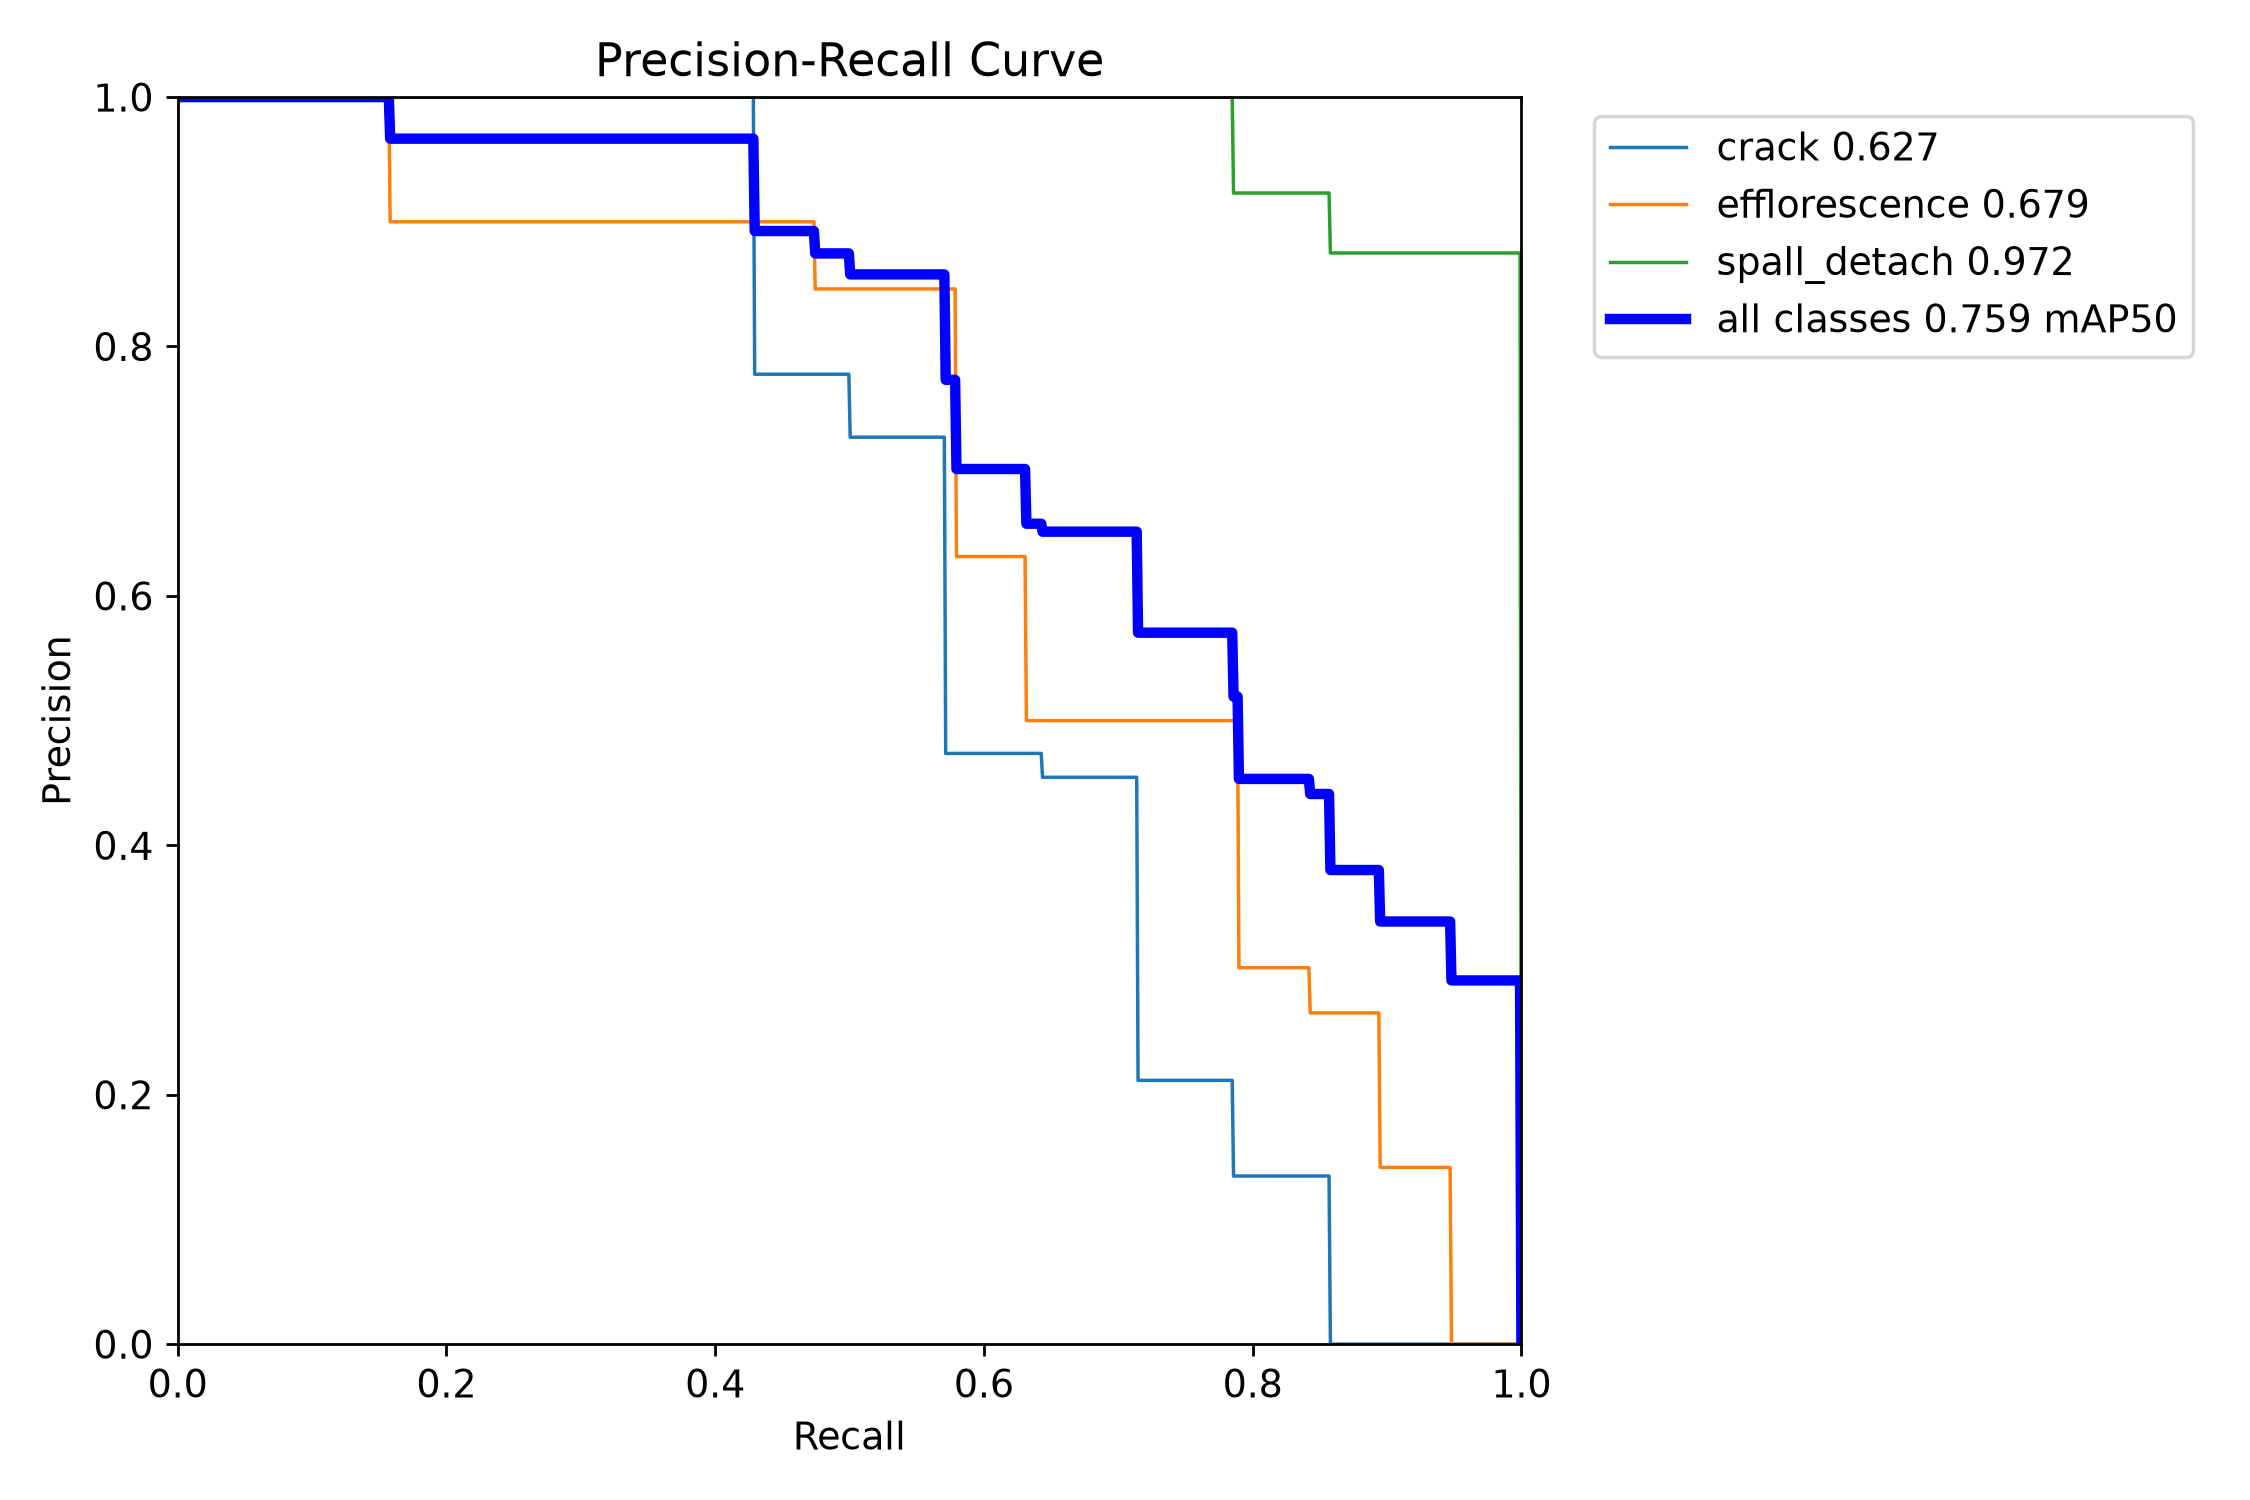 Precision-Recall Curve
1.0
0.8
0.6
0.4
0.2
0.0
Precision
0.0 0.2 0.4 0.6 0.8 1.0
Recall
crack 0.627
efflorescence 0.679
spall_detach 0.972
all classes 0.759 mAP50